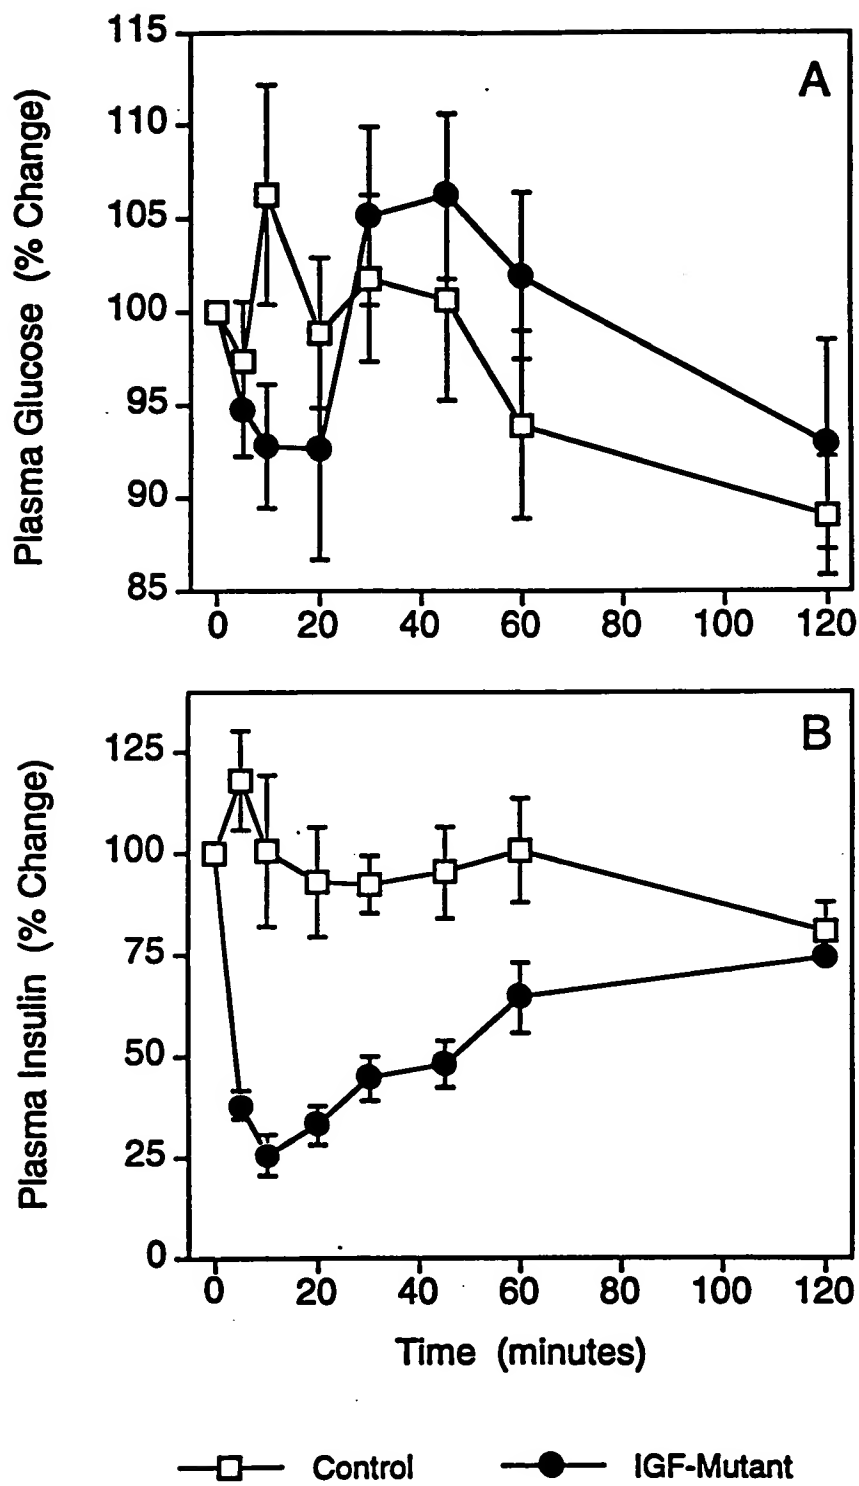 115
110
105
100
95
90
85
Plasma Glucose (% Change)
A
0 20 40 60 80 100 120
125
100
75
50
25
0
Plasma Insulin (% Change)
B
0 20 40 60 80 100 120
Time (minutes)
Control IGF-Mutant